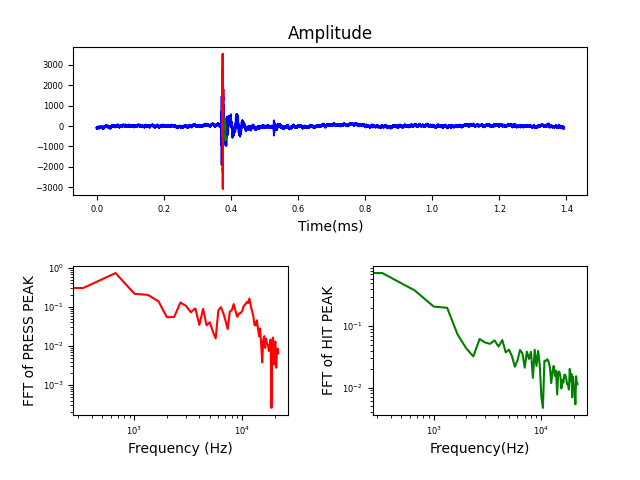 Amplitude
3000
2000
1000
0
−1000
−2000
−3000
0.0 0.2 0.4 0.6 0.8 1.0 1.2 1.4
Time(ms)
FFT of PRESS PEAK
10⁰
10⁻¹
10⁻²
10⁻³
10³ 10⁴
Frequency (Hz)
FFT of HIT PEAK
10⁻¹
10⁻²
10³ 10⁴
Frequency(Hz)